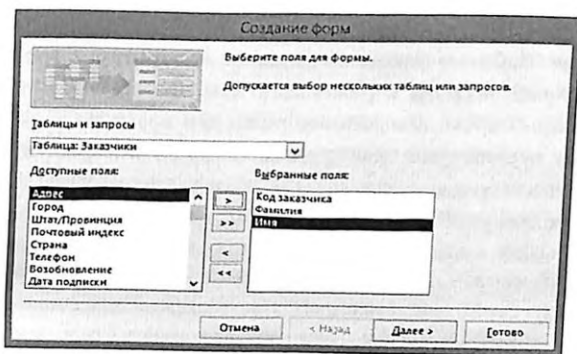 Создание форм
Выберите поля для формы.
Допускается выбор нескольких таблиц или запросов.
Таблицы и запросы
Таблица: Заказчики
Доступные поля:
Выбранные поля:
Адрес
Город
Штат/Провинция
Почтовый индекс
Страна
Телефон
Возобновление
Дата подписки
>
>>
<
<<
Код заказчика
Фамилия
Имя
Отмена
< Назад
Далее >
Готово